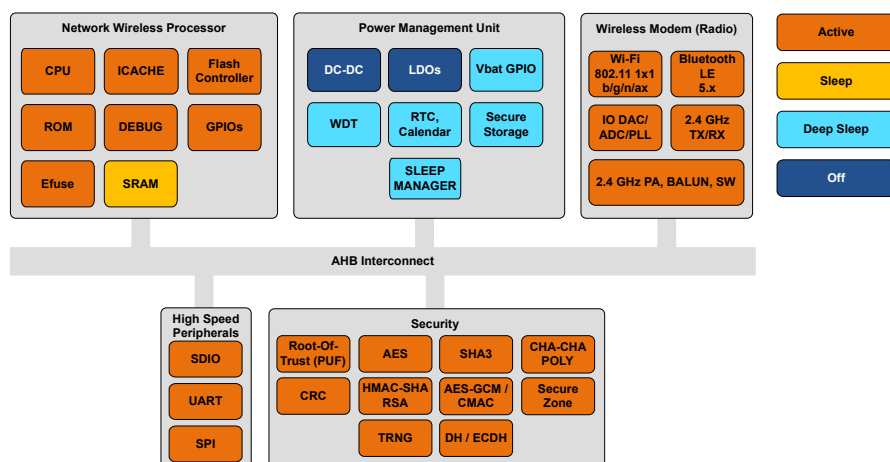 Network Wireless Processor
CPU
ICACHE
Flash
Controller
ROM
DEBUG
GPIOs
Efuse
SRAM
Power Management Unit
DC-DC
LDOs
Vbat GPIO
WDT
RTC,
Calendar
Secure
Storage
SLEEP
MANAGER
Wireless Modem (Radio)
Wi-Fi
802.11 1x1
b/g/n/ax
Bluetooth
LE
5.x
IO DAC/
ADC/PLL
2.4 GHz
TX/RX
2.4 GHz PA, BALUN, SW
Active
Sleep
Deep Sleep
Off
AHB Interconnect
High Speed
Peripherals
SDIO
UART
SPI
Security
Root-Of-
Trust (PUF)
AES
SHA3
CHA-CHA
POLY
CRC
HMAC-SHA
RSA
AES-GCM /
CMAC
Secure
Zone
TRNG
DH / ECDH